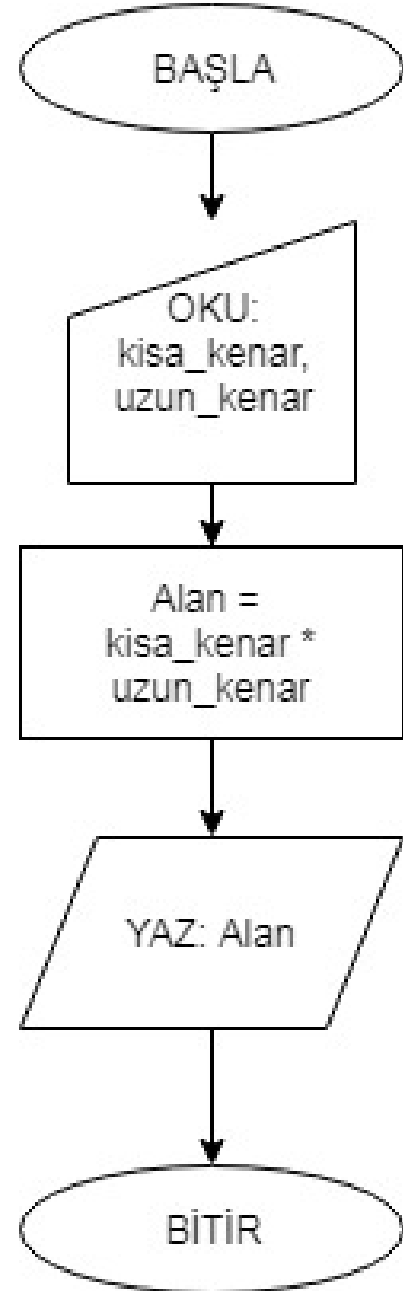 BAŞLA
OKU:
kisa_kenar,
uzun_kenar
Alan =
kisa_kenar *
uzun_kenar
YAZ: Alan
BİTİR